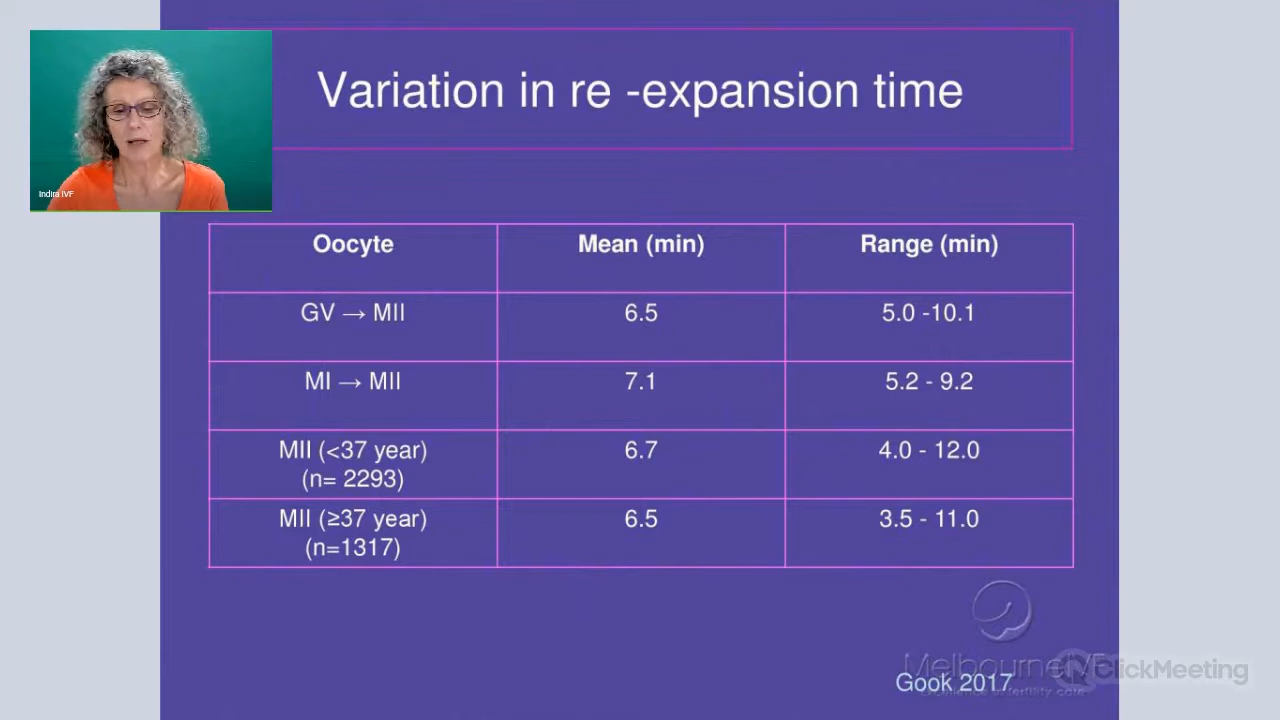 Variation in re -expansion time
Indira IVF
Oocyte Mean (min) Range (min)
GV → MII 6.5 5.0 -10.1
MI → MII 7.1 5.2 - 9.2
MII (<37 year) 6.7 4.0 - 12.0
(n= 2293)
MII (≥37 year) 6.5 3.5 - 11.0
(n=1317)
MelbourneIVF
ClickMeeting
Gook 2017